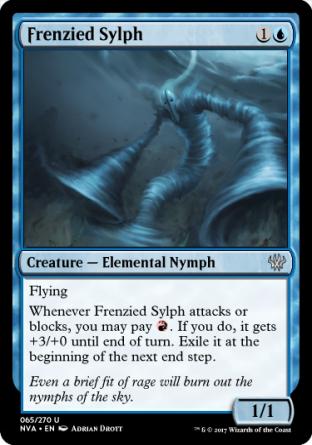 Frenzied Sylph
1
Creature — Elemental Nymph
Flying
Whenever Frenzied Sylph attacks or
blocks, you may pay . If you do, it gets
+3/+0 until end of turn. Exile it at the
beginning of the next end step.
Even a brief fit of rage will burn out the
nymphs of the sky.
1/1
065/270 U
NVA • EN Adrian Drott
™ & © 2017 Wizards of the Coast